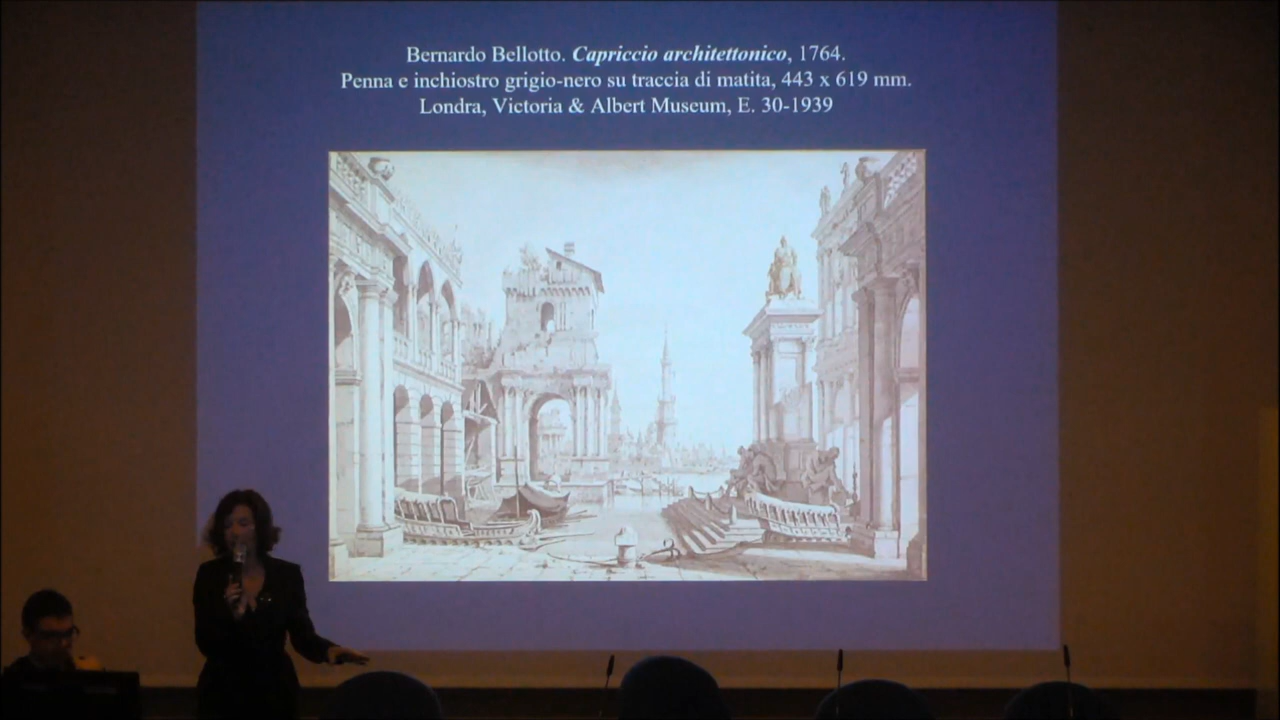 Bernardo Bellotto. Capriccio architettonico, 1764.
Penna e inchiostro grigio-nero su traccia di matita, 443 x 619 mm.
Londra, Victoria & Albert Museum, E. 30-1939